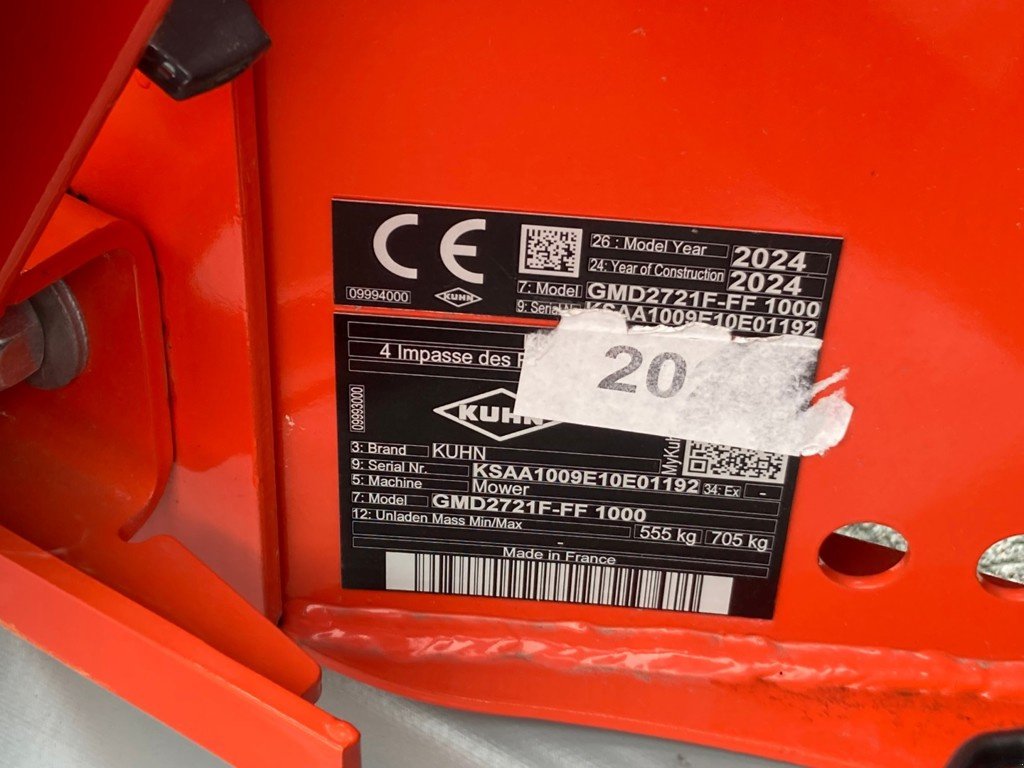 CE
26 : Model Year 2024
24: Year of Construction 2024
7: Model GMD2721F-FF 1000
09994000 KUHN 9: Serial Nr. KSAA1009E10E01192
4 Impasse des
20
09993000
KUHN
3: Brand KUHN
9: Serial Nr. KSAA1009E10E01192 34: Ex -
5: Machine Mower
7: Model GMD2721F-FF 1000
12: Unladen Mass Min/Max 555 kg 705 kg
-
Made in France